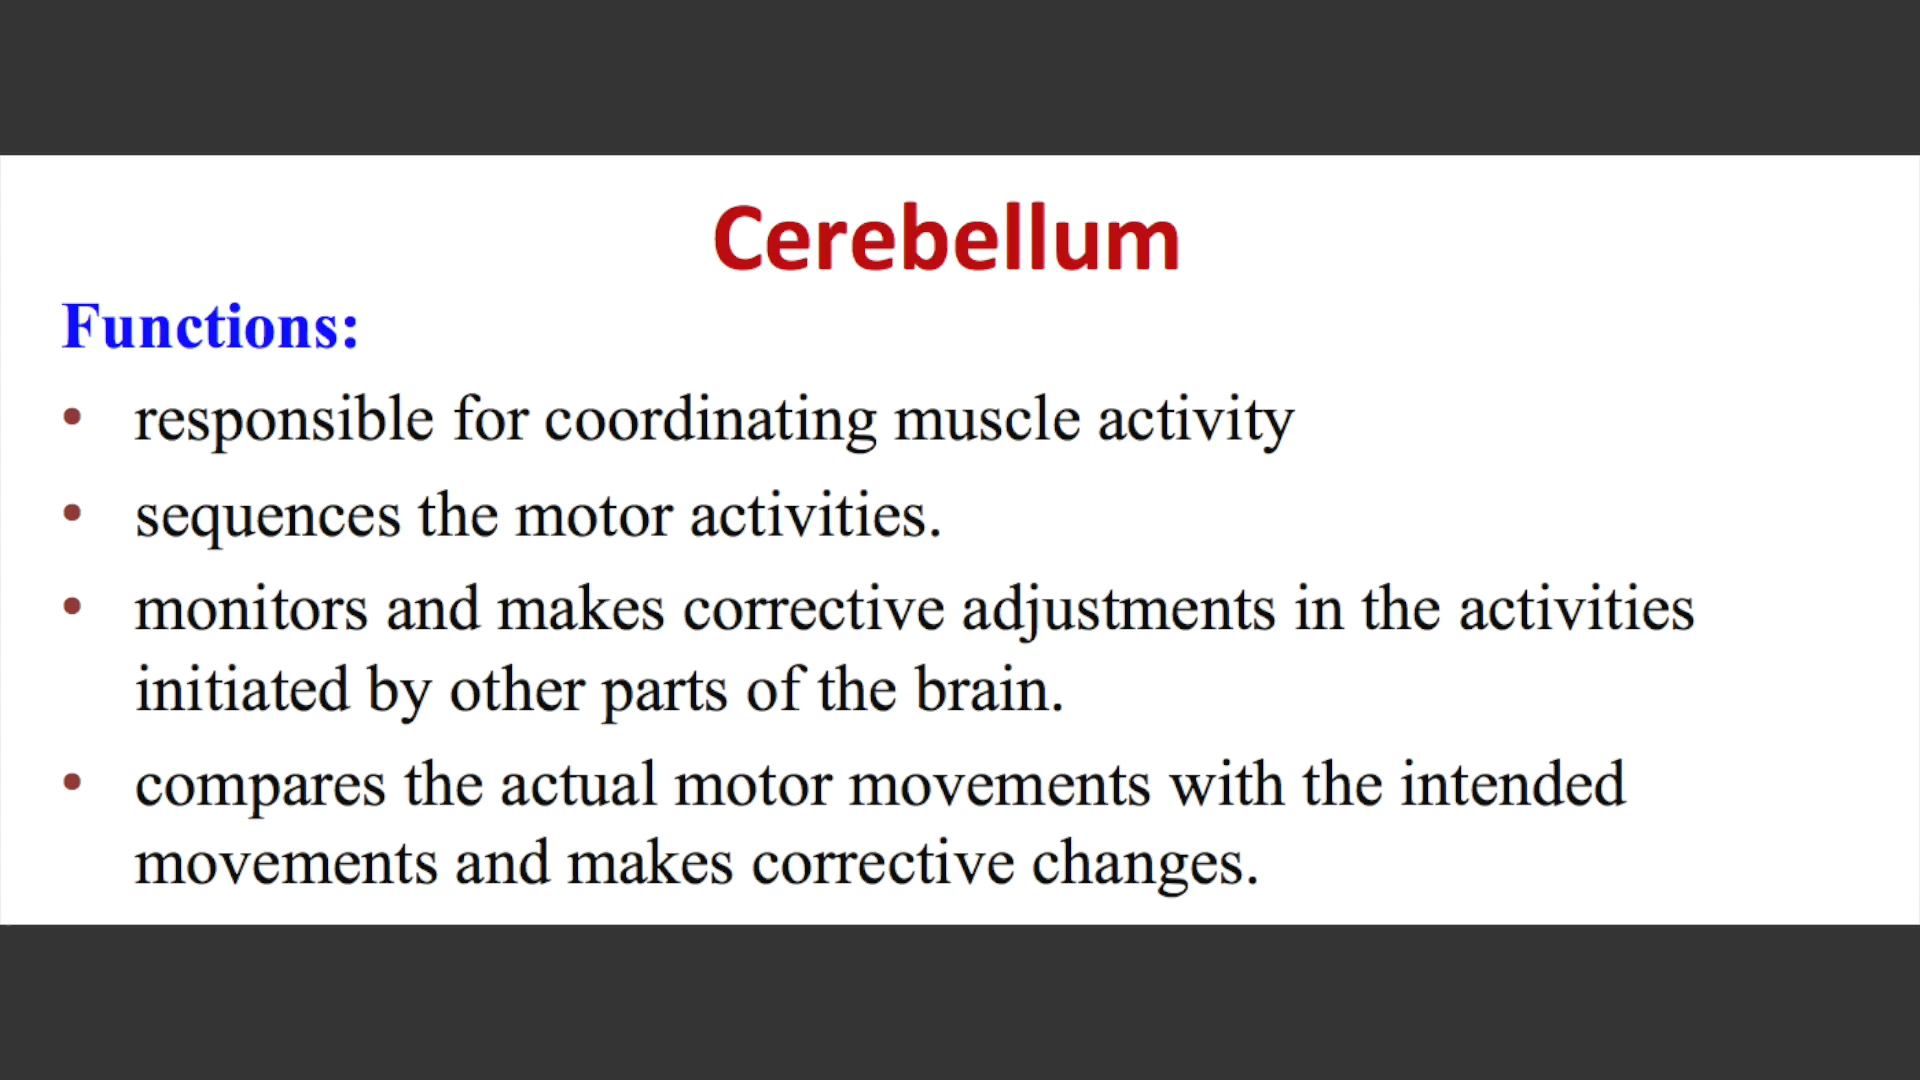 Cerebellum
Functions:
• responsible for coordinating muscle activity
• sequences the motor activities.
• monitors and makes corrective adjustments in the activities
initiated by other parts of the brain.
• compares the actual motor movements with the intended
movements and makes corrective changes.